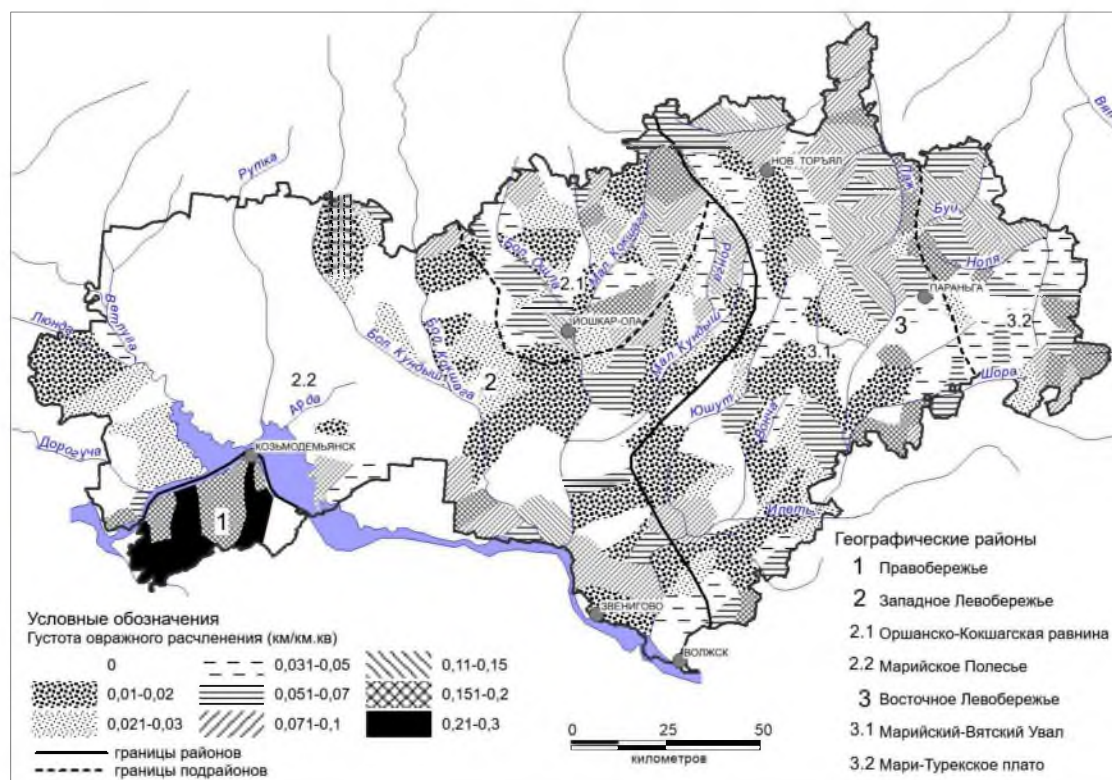 Рутка
Вят
НОВ. ТОРЪЯЛ
Лаж
Буй
Ноля
Бол. Ошла
Мал. Кокшага
2.1
Ронга
ПАРАНЬГА
Люнда
Ветлуга
ЙОШКАР-ОЛА
Бол. Кундыш
Бол. Кокшага
Мал. Кундыш
3
3.1
3.2
2.2
2
Шора
Арда
Юшут
Вонча
Дорогуча
КОЗЬМОДЕМЬЯНСК
1
Илеть
ЗВЕНИГОВО
ВОЛЖСК
Условные обозначения
Густота овражного расчленения (км/км.кв)
0
0,031-0,05
0,11-0,15
0,01-0,02
0,051-0,07
0,151-0,2
0,021-0,03
0,071-0,1
0,21-0,3
границы районов
границы подрайонов
0 25 50
километров
Географические районы
1 Правобережье
2 Западное Левобережье
2.1 Оршанско-Кокшагская равнина
2.2 Марийское Полесье
3 Восточное Левобережье
3.1 Марийский-Вятский Увал
3.2 Мари-Турекское плато